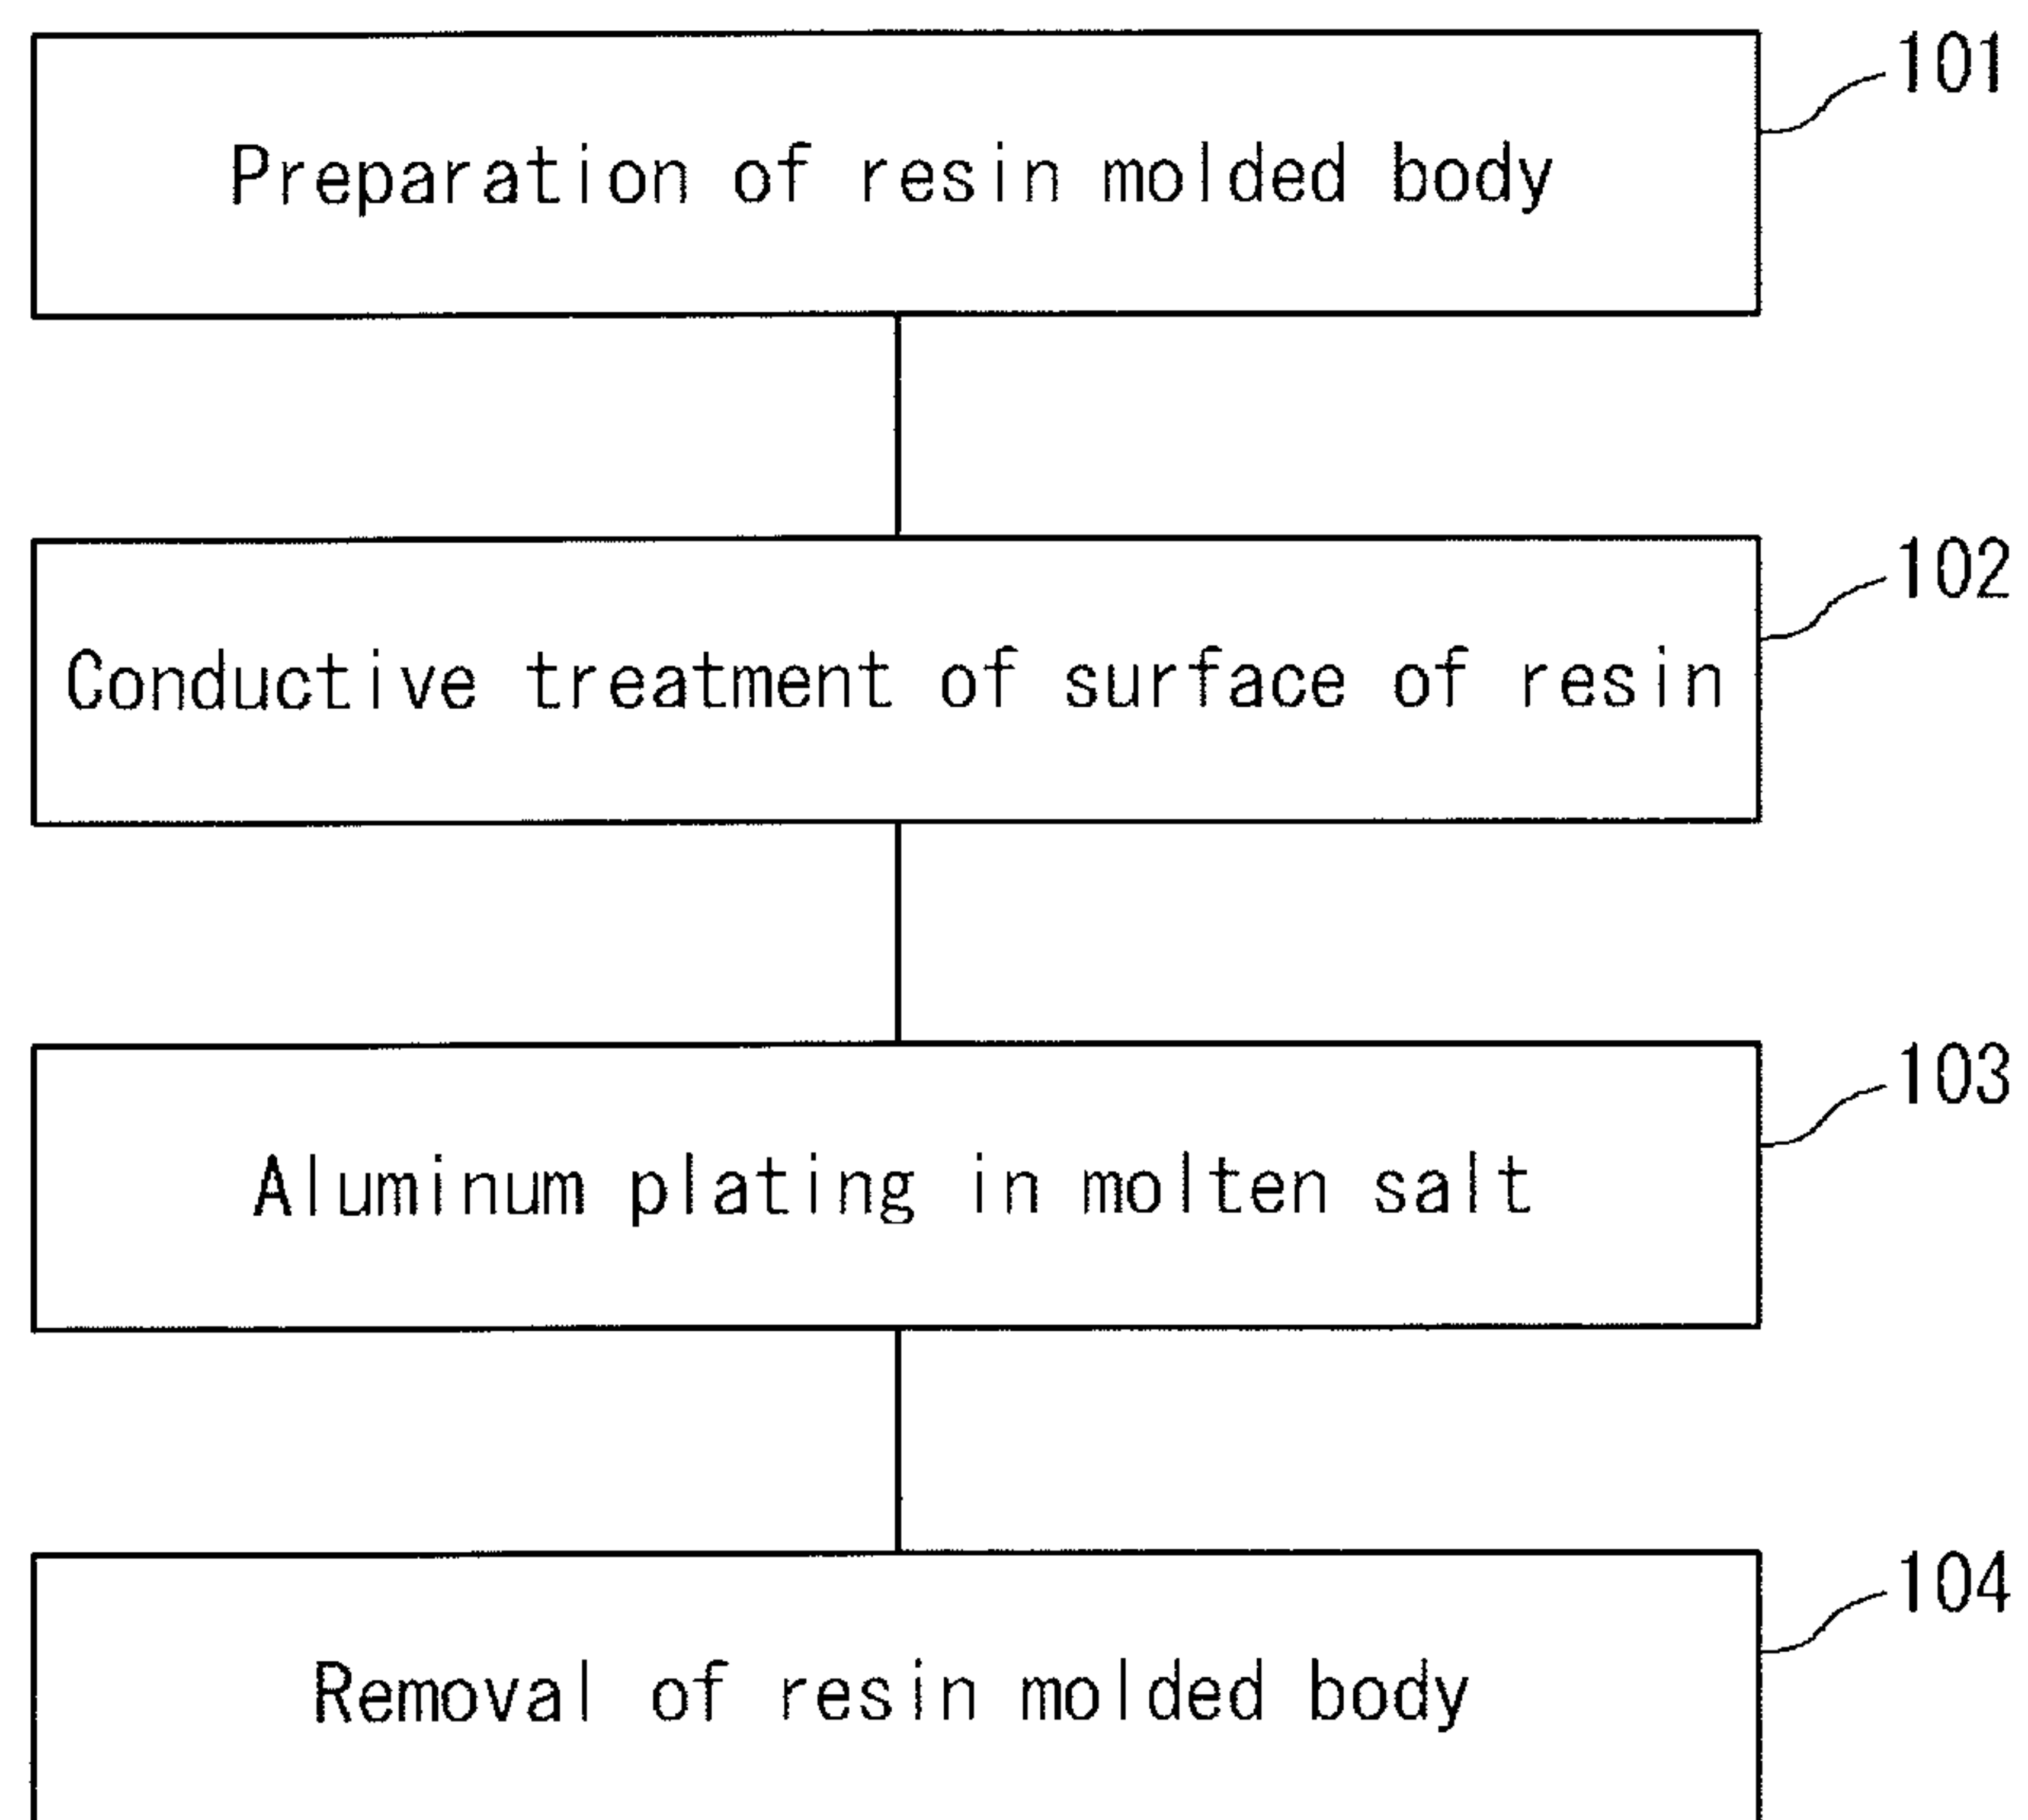 101
Preparation of resin molded body
102
Conductive treatment of surface of resin
103
Aluminum plating in molten salt
104
Removal of resin molded body